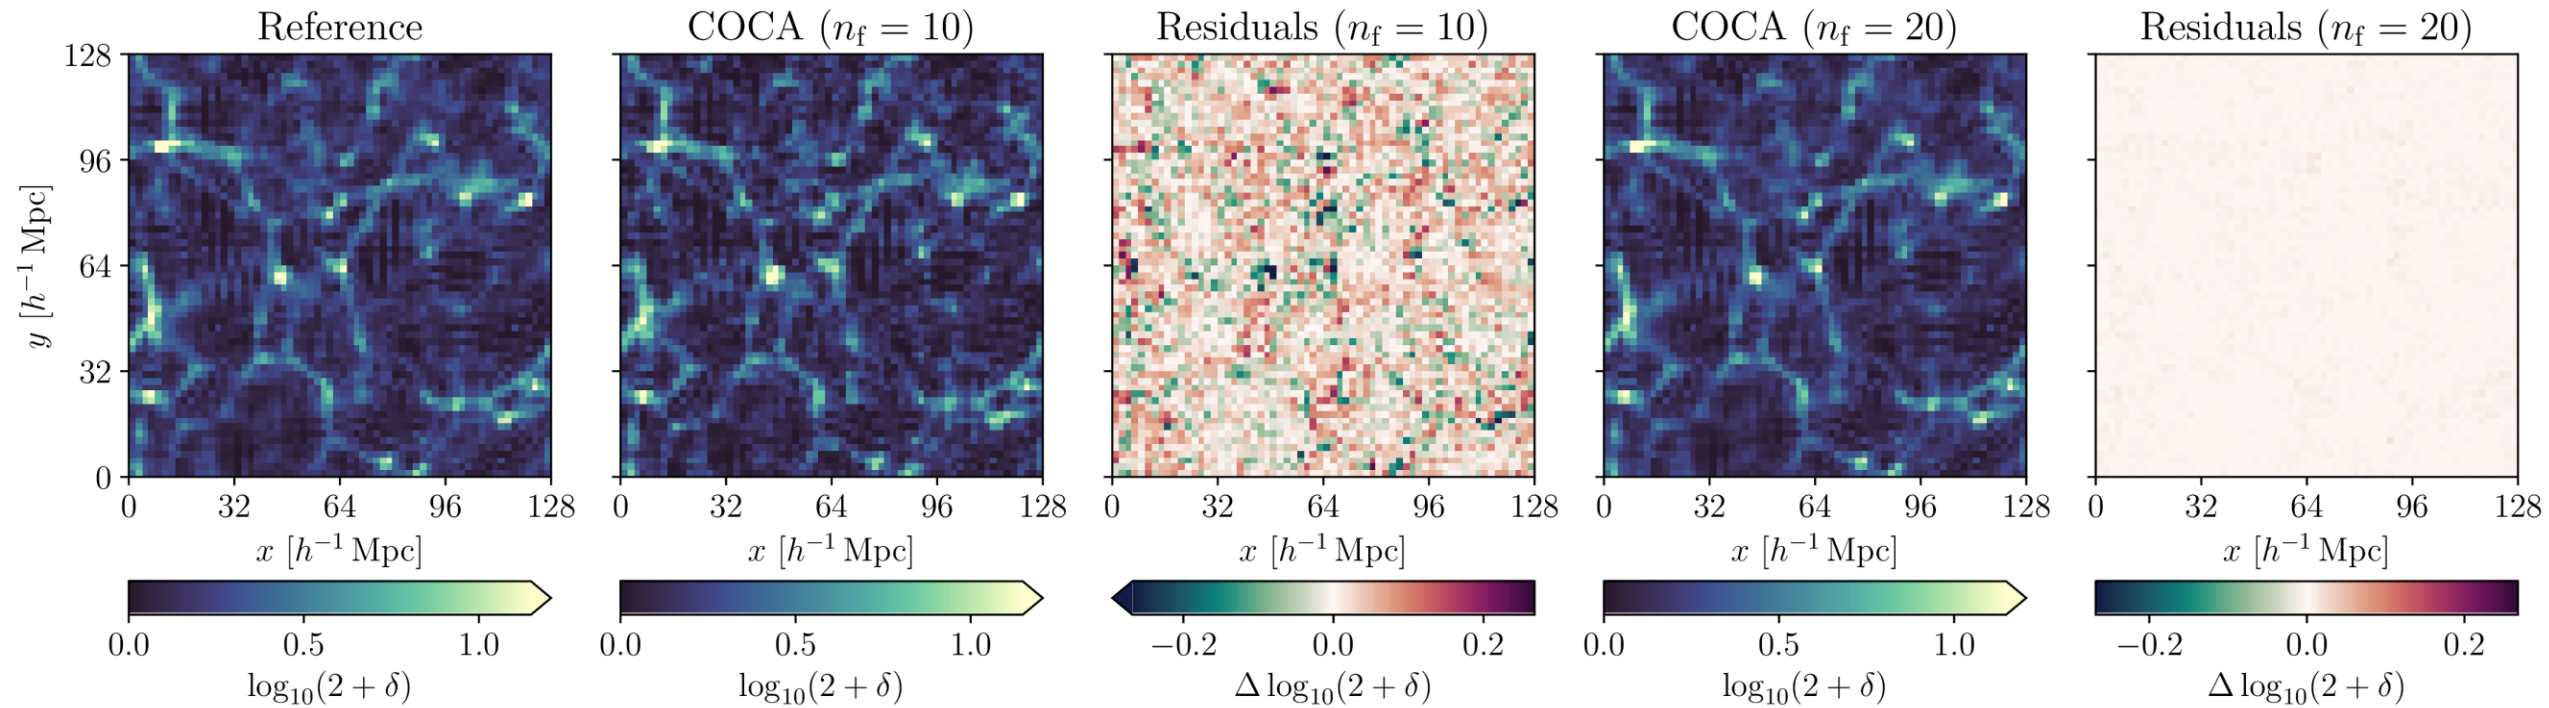 Reference
COCA (n_f = 10)
Residuals (n_f = 10)
COCA (n_f = 20)
Residuals (n_f = 20)
128
96
64
32
0
y [h⁻¹ Mpc]
0 32 64 96 128
0 32 64 96 128
0 32 64 96 128
0 32 64 96 128
0 32 64 96 128
x [h⁻¹ Mpc]
x [h⁻¹ Mpc]
x [h⁻¹ Mpc]
x [h⁻¹ Mpc]
x [h⁻¹ Mpc]
0.0 0.5 1.0
0.0 0.5 1.0
−0.2 0.0 0.2
0.0 0.5 1.0
−0.2 0.0 0.2
log₁₀(2 + δ)
log₁₀(2 + δ)
Δ log₁₀(2 + δ)
log₁₀(2 + δ)
Δ log₁₀(2 + δ)